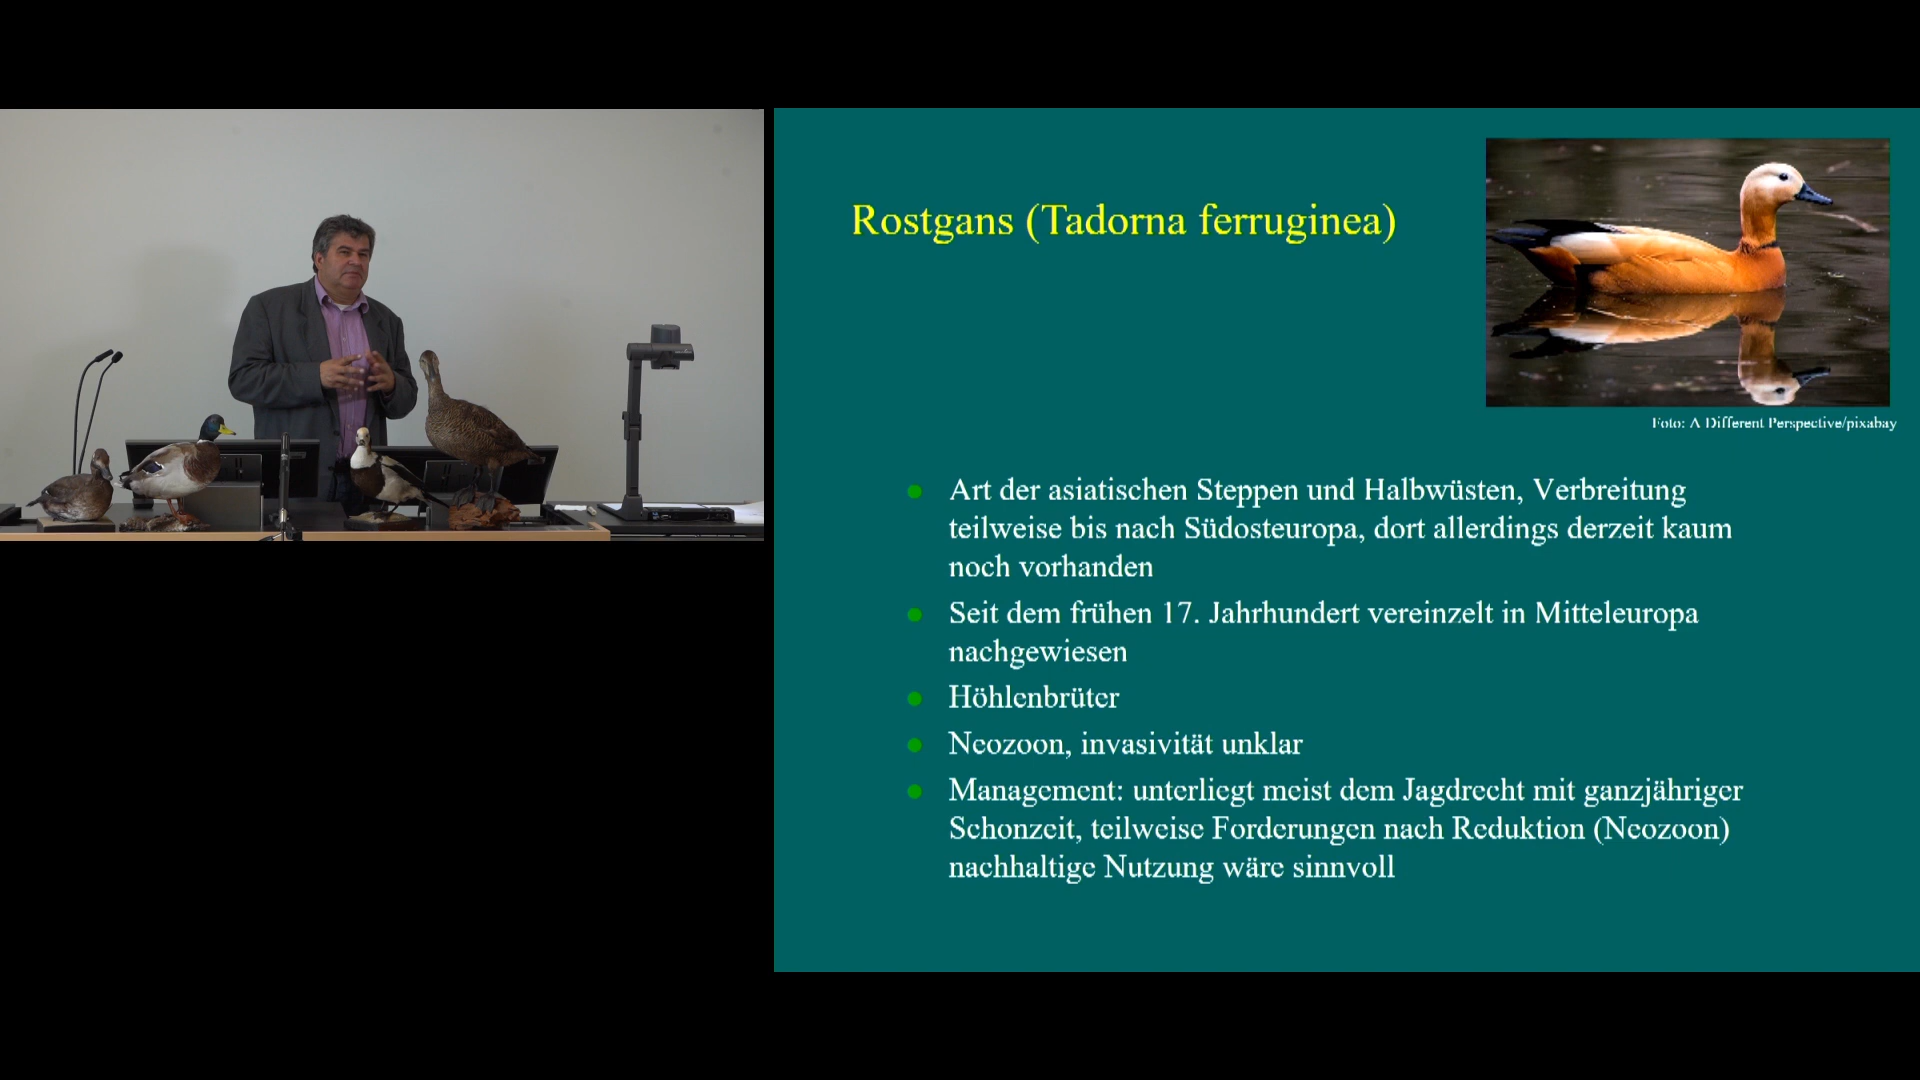 Rostgans (Tadorna ferruginea)
Foto: A Different Perspective/pixabay
Art der asiatischen Steppen und Halbwüsten, Verbreitung
teilweise bis nach Südosteuropa, dort allerdings derzeit kaum
noch vorhanden
Seit dem frühen 17. Jahrhundert vereinzelt in Mitteleuropa
nachgewiesen
Höhlenbrüter
Neozoon, invasivität unklar
Management: unterliegt meist dem Jagdrecht mit ganzjähriger
Schonzeit, teilweise Forderungen nach Reduktion (Neozoon)
nachhaltige Nutzung wäre sinnvoll